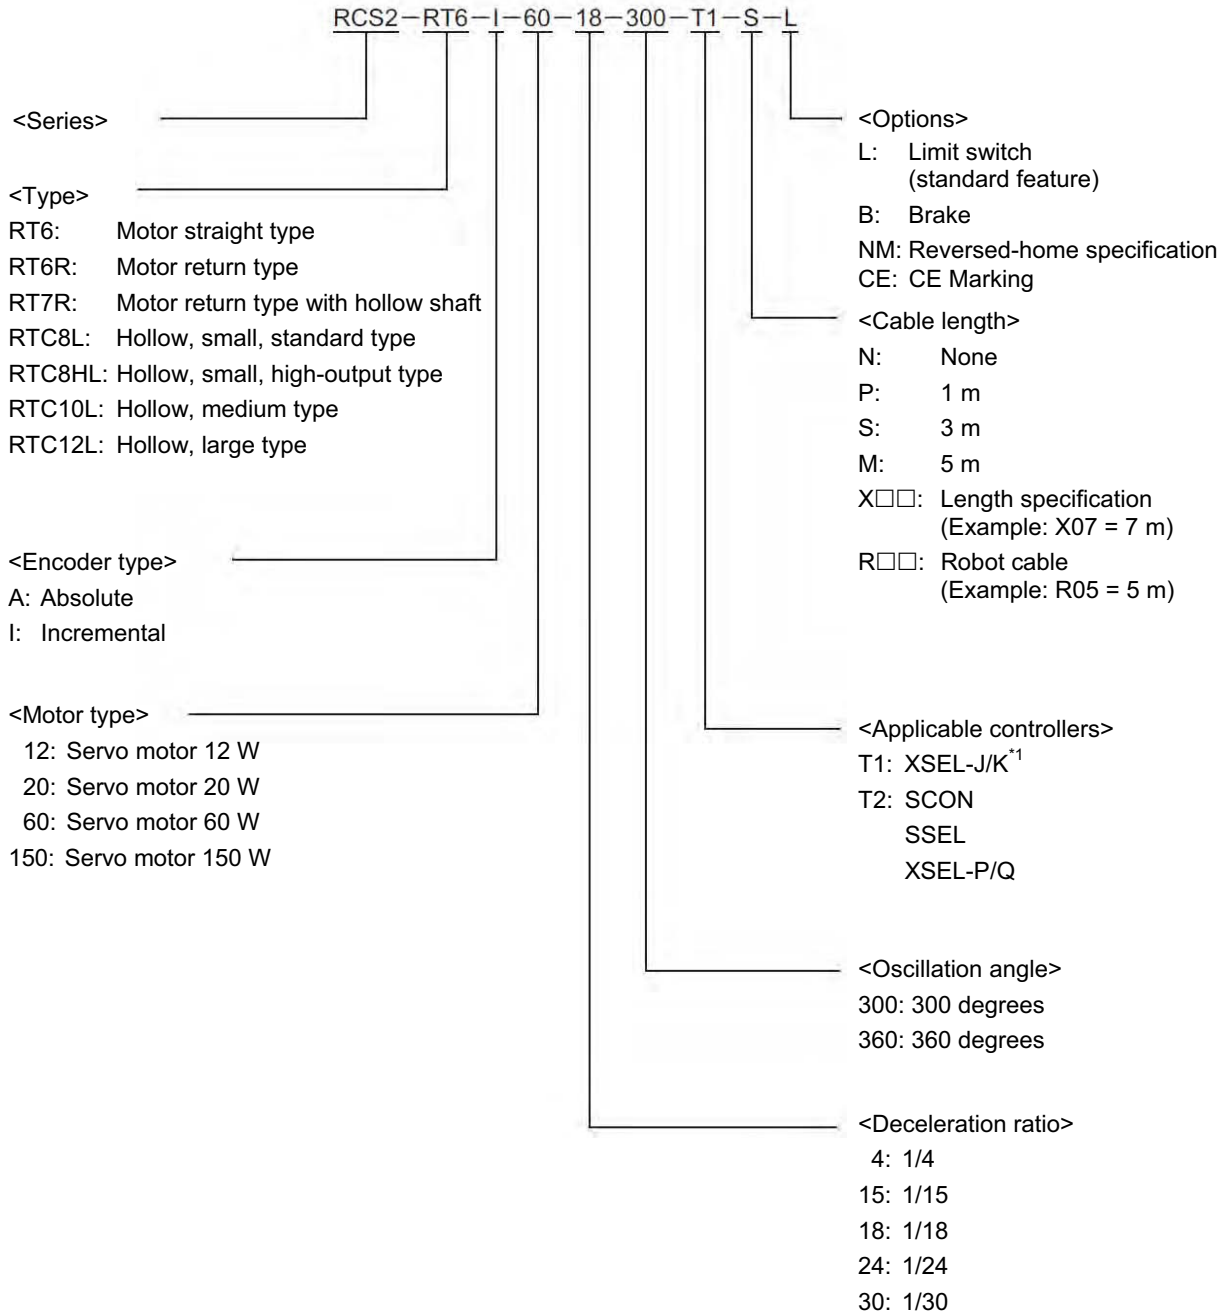 RCS2-RT6-I-60-18-300-T1-S-L
<Series>
<Type>
RT6: Motor straight type
RT6R: Motor return type
RT7R: Motor return type with hollow shaft
RTC8L: Hollow, small, standard type
RTC8HL: Hollow, small, high-output type
RTC10L: Hollow, medium type
RTC12L: Hollow, large type
<Encoder type>
A: Absolute
I: Incremental
<Motor type>
12: Servo motor 12 W
20: Servo motor 20 W
60: Servo motor 60 W
150: Servo motor 150 W
<Options>
L: Limit switch
(standard feature)
B: Brake
NM: Reversed-home specification
CE: CE Marking
<Cable length>
N: None
P: 1 m
S: 3 m
M: 5 m
X□□: Length specification
(Example: X07 = 7 m)
R□□: Robot cable
(Example: R05 = 5 m)
<Applicable controllers>
T1: XSEL-J/K*1
T2: SCON
SSEL
XSEL-P/Q
<Oscillation angle>
300: 300 degrees
360: 360 degrees
<Deceleration ratio>
4: 1/4
15: 1/15
18: 1/18
24: 1/24
30: 1/30